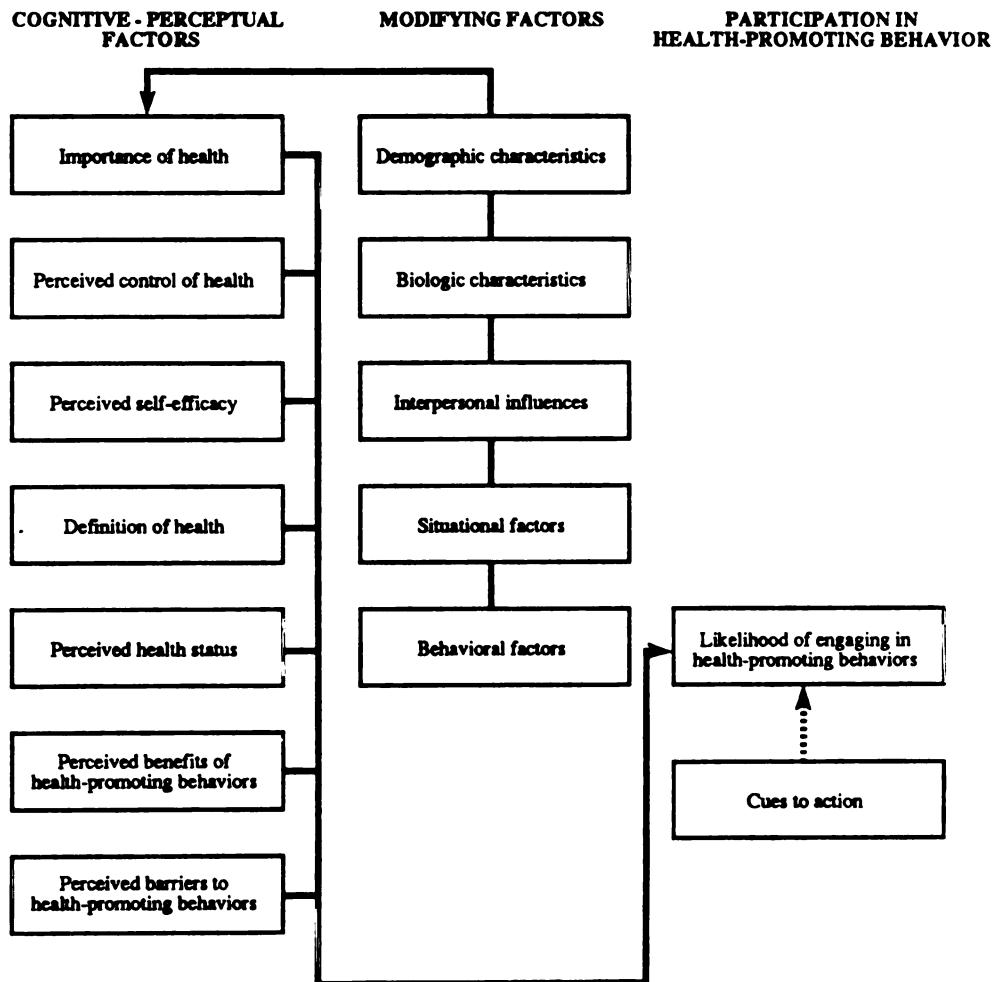 COGNITIVE - PERCEPTUAL
FACTORS
MODIFYING FACTORS
PARTICIPATION IN
HEALTH-PROMOTING BEHAVIOR
Importance of health
Perceived control of health
Perceived self-efficacy
Definition of health
Perceived health status
Perceived benefits of
health-promoting behaviors
Perceived barriers to
health-promoting behaviors
Demographic characteristics
Biologic characteristics
Interpersonal influences
Situational factors
Behavioral factors
Likelihood of engaging in
health-promoting behaviors
Cues to action